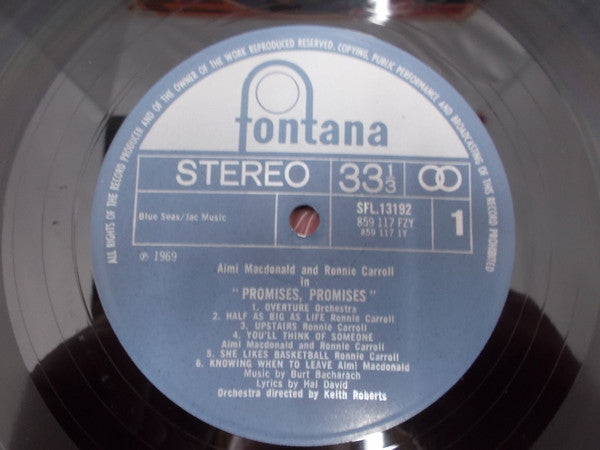 ALL RIGHTS OF THE RECORD PRODUCER AND OF THE OWNER OF THE WORK REPRODUCED RESERVED. COPYING, PUBLIC PERFORMANCE AND BROADCASTING OF THIS RECORD PROHIBITED
fontana
STEREO 33 1/3
Blue Seas/Jac Music
SFL.13192
859 117 FZY
859 117 1Y
1
℗ 1969
Aimi Macdonald and Ronnie Carroll
in
"PROMISES, PROMISES"
1. OVERTURE Orchestra
2. HALF AS BIG AS LIFE Ronnie Carroll
3. UPSTAIRS Ronnie Carroll
4. YOU'LL THINK OF SOMEONE
Aimi Macdonald and Ronnie Carroll
5. SHE LIKES BASKETBALL Ronnie Carroll
6. KNOWING WHEN TO LEAVE Aimi Macdonald
Music by Burt Bacharach
Lyrics by Hal David
Orchestra directed by Keith Roberts